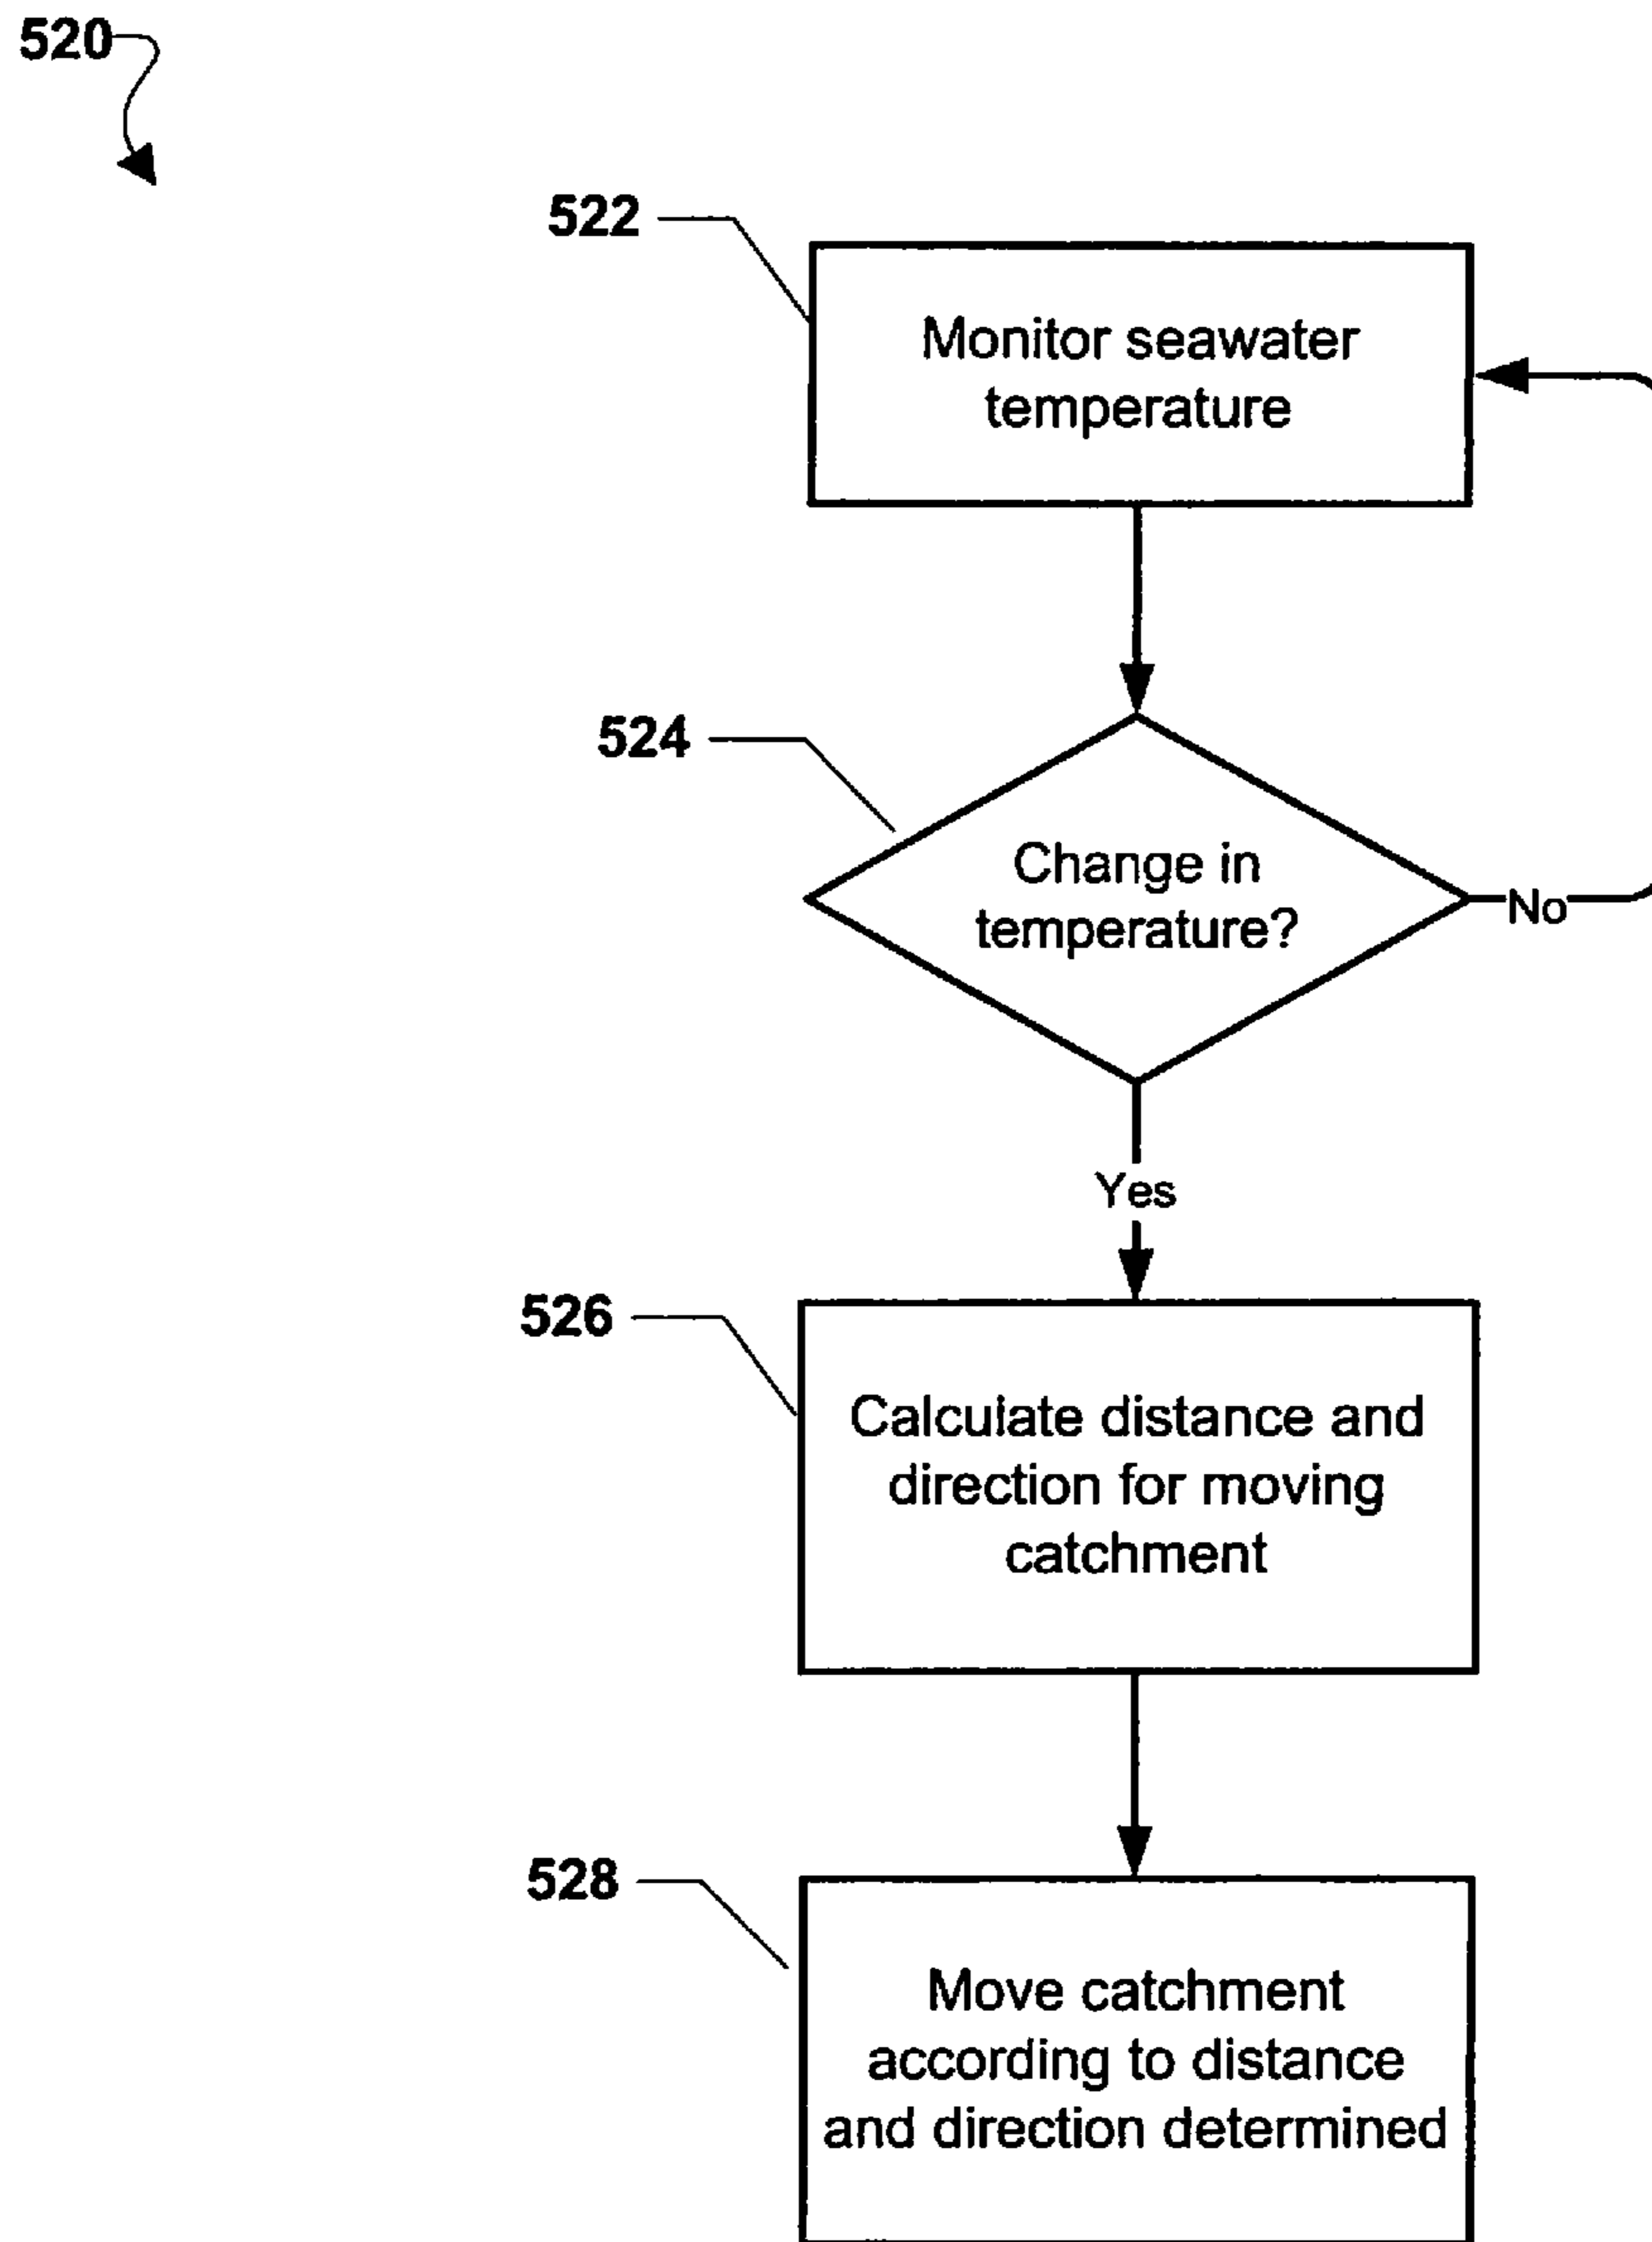 520
522
Monitor seawater
temperature
524
Change in
temperature?
No
Yes
526
Calculate distance and
direction for moving
catchment
528
Move catchment
according to distance
and direction determined